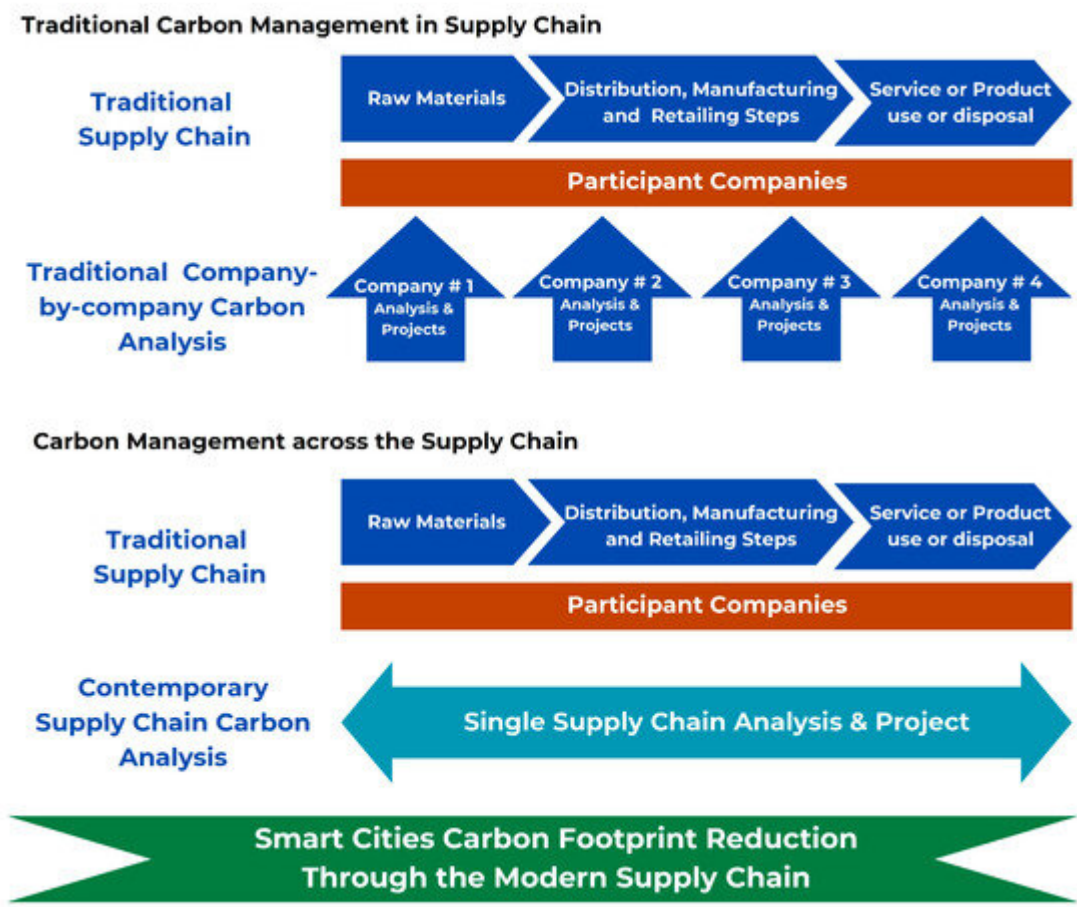 Traditional Carbon Management in Supply Chain
Traditional
Supply Chain
Raw Materials
Distribution, Manufacturing
and Retailing Steps
Service or Product
use or disposal
Participant Companies
Traditional Company-
by-company Carbon
Analysis
Company # 1
Analysis &
Projects
Company # 2
Analysis &
Projects
Company # 3
Analysis &
Projects
Company # 4
Analysis &
Projects
Carbon Management across the Supply Chain
Traditional
Supply Chain
Raw Materials
Distribution, Manufacturing
and Retailing Steps
Service or Product
use or disposal
Participant Companies
Contemporary
Supply Chain Carbon
Analysis
Single Supply Chain Analysis & Project
Smart Cities Carbon Footprint Reduction
Through the Modern Supply Chain